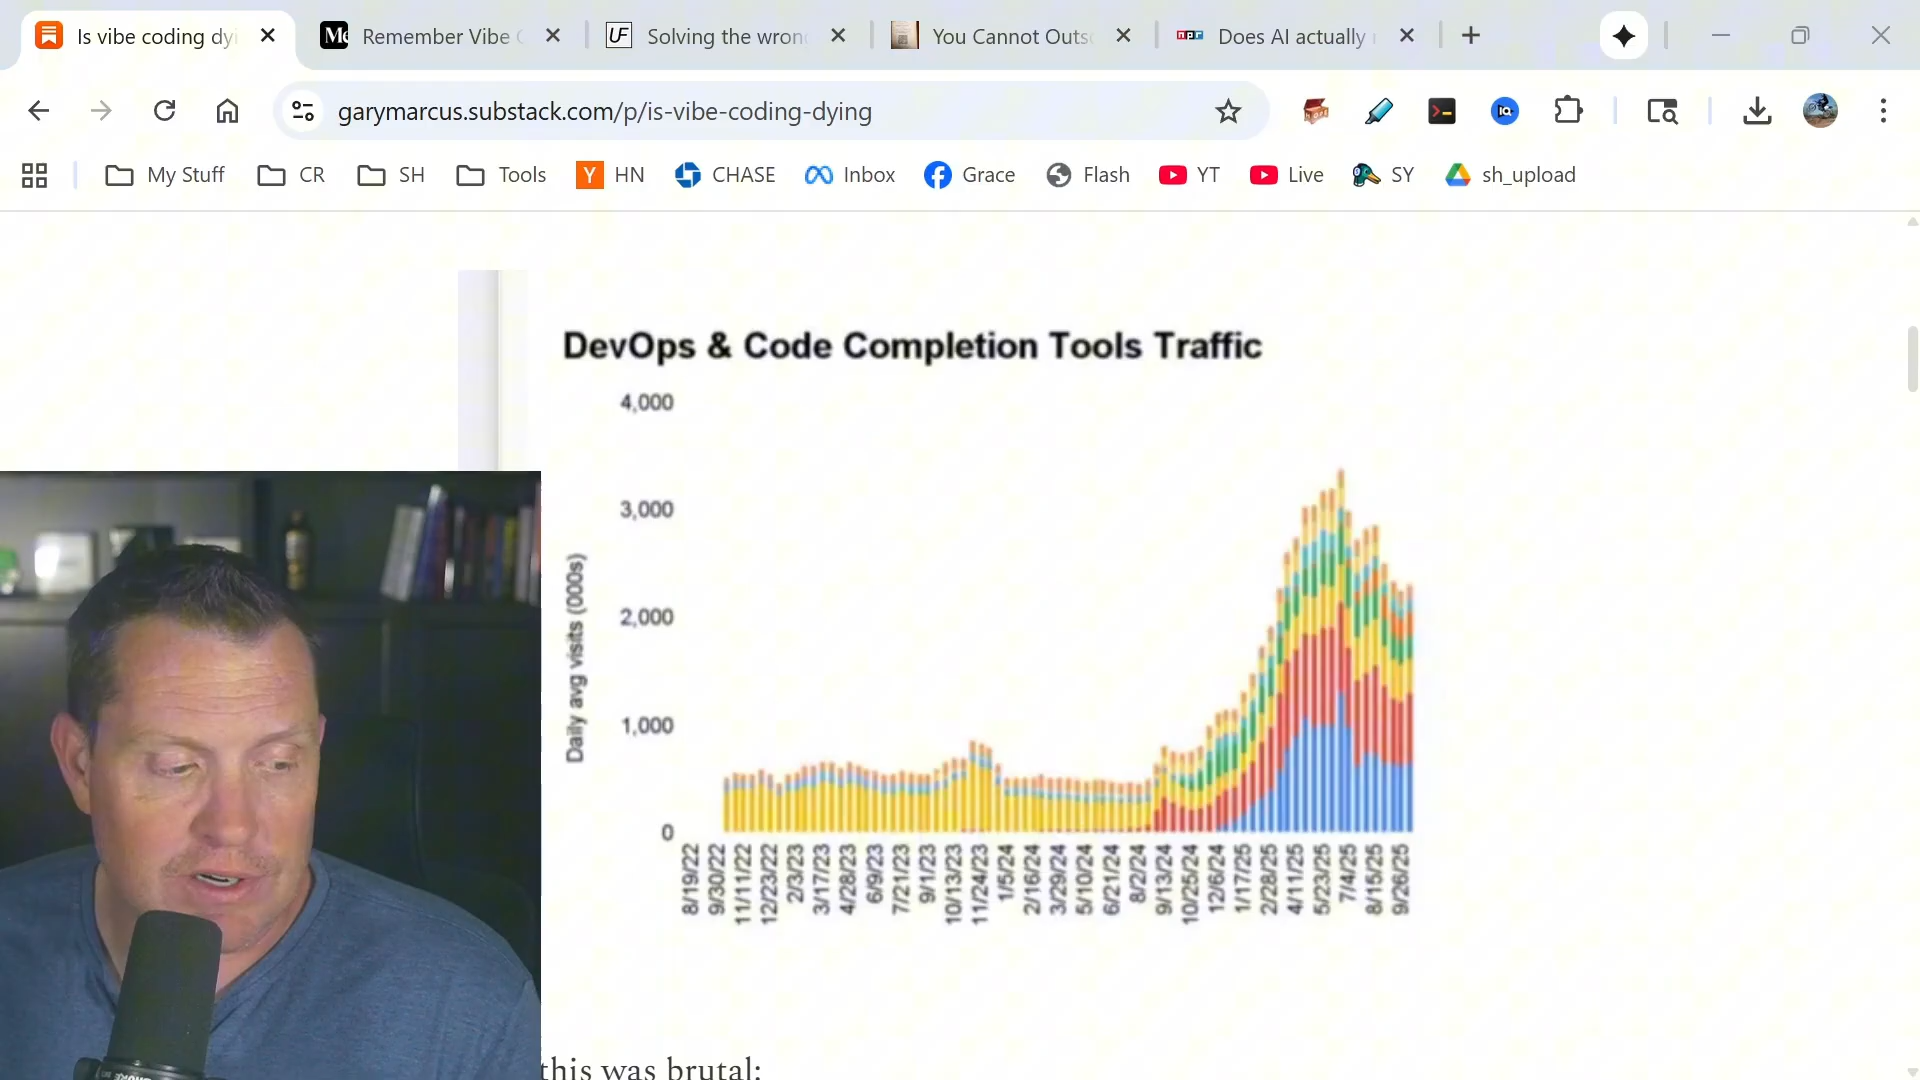 Is vibe coding dyi
Remember Vibe C
UF
Solving the wron
You Cannot Outs
npr
Does AI actually
garymarcus.substack.com/p/is-vibe-coding-dying
My Stuff
CR
SH
Tools
Y
HN
CHASE
Inbox
Grace
Flash
YT
Live
SY
sh_upload
DevOps & Code Completion Tools Traffic
4,000
3,000
2,000
1,000
0
Daily avg visits (000s)
8/19/22
9/30/22
11/11/22
12/23/22
2/3/23
3/17/23
4/28/23
6/9/23
7/21/23
9/1/23
10/13/23
11/24/23
1/5/24
2/16/24
3/29/24
5/10/24
6/21/24
8/2/24
9/13/24
10/25/24
12/6/24
1/17/25
2/28/25
4/11/25
5/23/25
7/4/25
8/15/25
9/26/25
this was brutal: